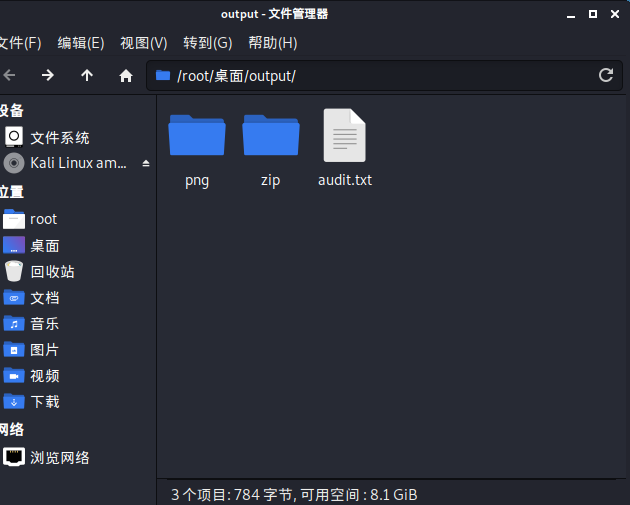 output - 文件管理器
文件(F) 编辑(E) 视图(V) 转到(G) 帮助(H)
/root/桌面/output/
设备
文件系统
Kali Linux am...
位置
root
桌面
回收站
文档
音乐
图片
视频
下载
网络
浏览网络
png
zip
audit.txt
3 个项目: 784 字节, 可用空间 : 8.1 GiB